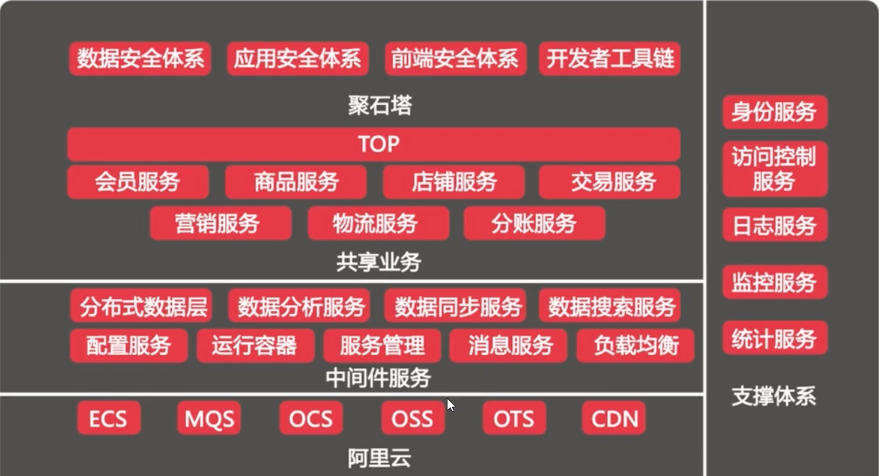 数据安全体系 应用安全体系 前端安全体系 开发者工具链
聚石塔
TOP
会员服务 商品服务 店铺服务 交易服务
营销服务 物流服务 分账服务
共享业务
分布式数据层 数据分析服务 数据同步服务 数据搜索服务
配置服务 运行容器 服务管理 消息服务 负载均衡
中间件服务
ECS MQS OCS OSS OTS CDN
阿里云
身份服务
访问控制
服务
日志服务
监控服务
统计服务
支撑体系